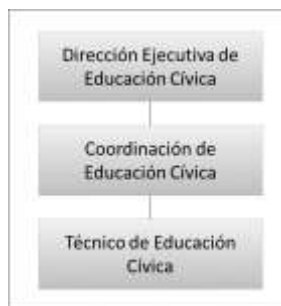 Dirección Ejecutiva de
Educación Cívica
Coordinación de
Educación Cívica
Técnico de Educación
Cívica